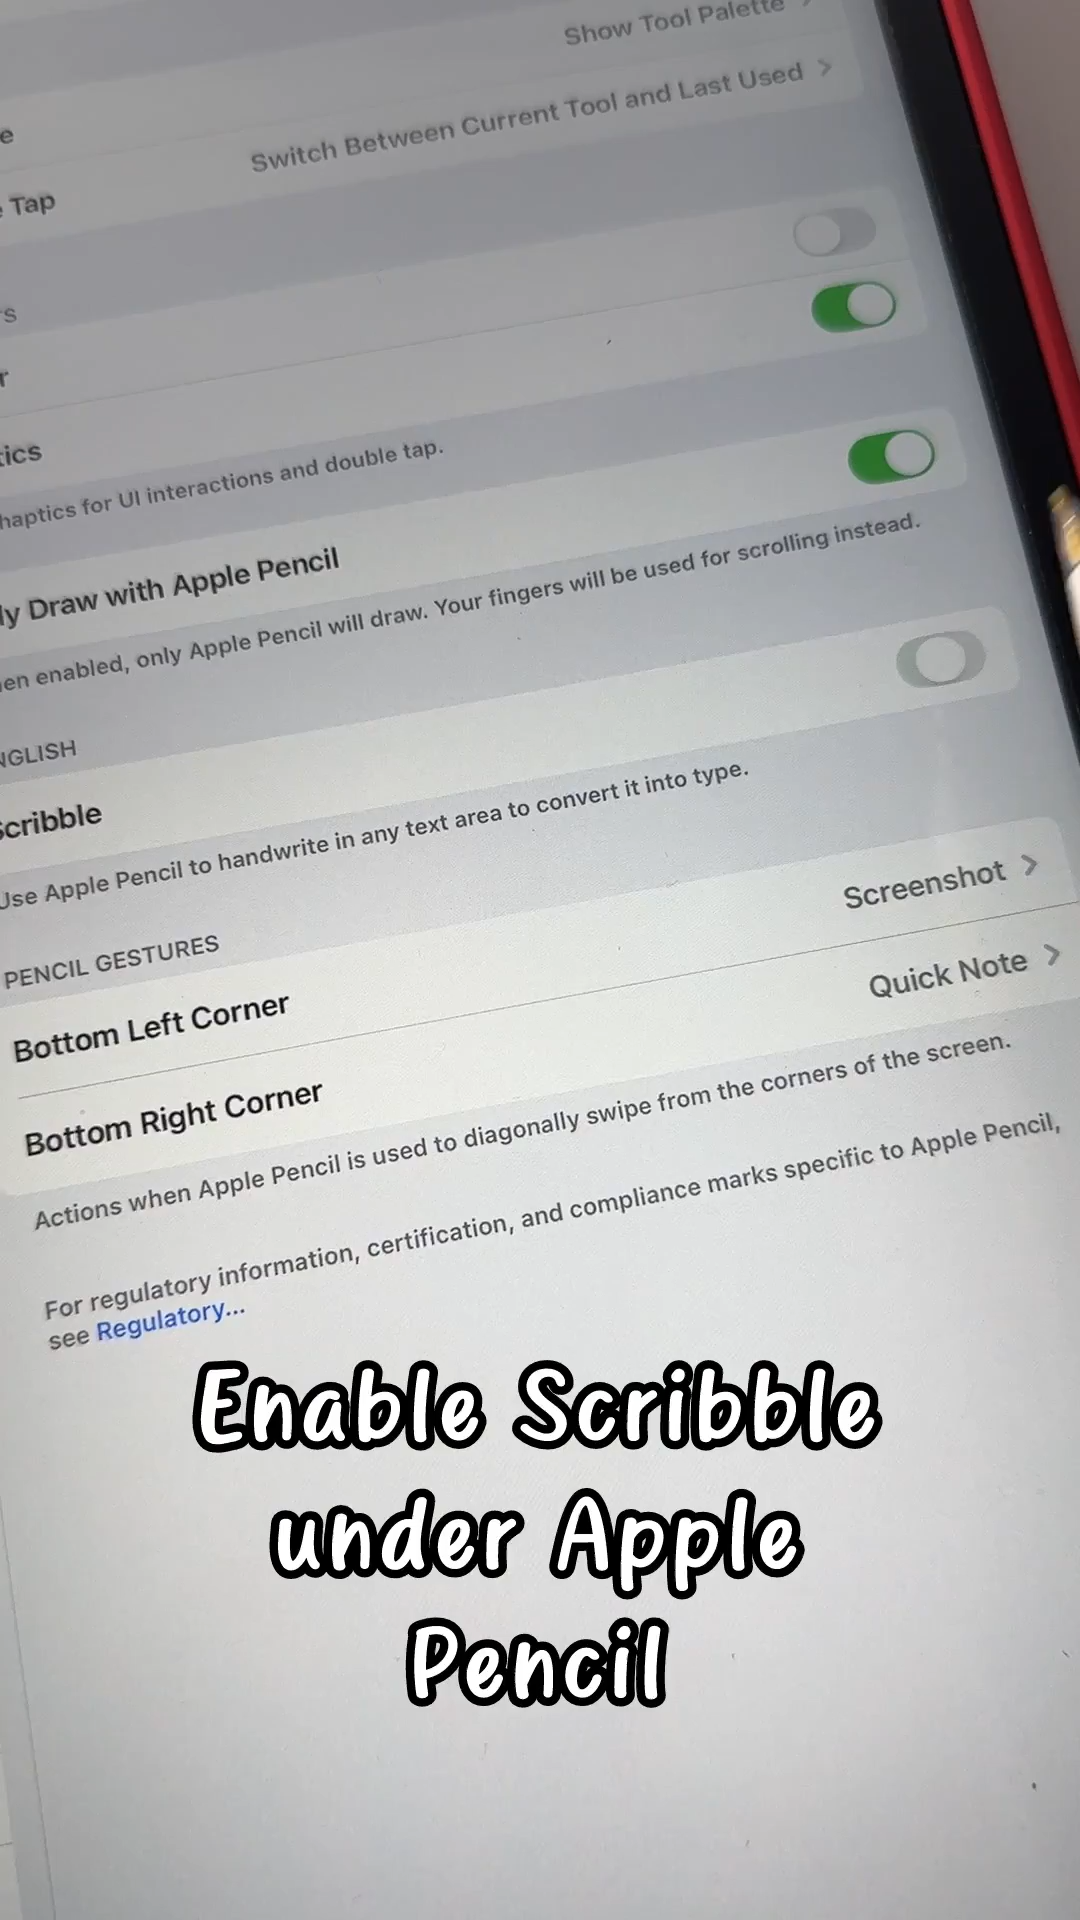 Show Tool Palette
Switch Between Current Tool and Last Used
Tap
haptics for UI interactions and double tap.
Draw with Apple Pencil
enabled, only Apple Pencil will draw. Your fingers will be used for scrolling instead.
Scribble
Use Apple Pencil to handwrite in any text area to convert it into type.
PENCIL GESTURES
Bottom Left Corner Screenshot
Bottom Right Corner Quick Note
Actions when Apple Pencil is used to diagonally swipe from the corners of the screen.
For regulatory information, certification, and compliance marks specific to Apple Pencil,
see Regulatory...
Enable Scribble
under Apple
Pencil